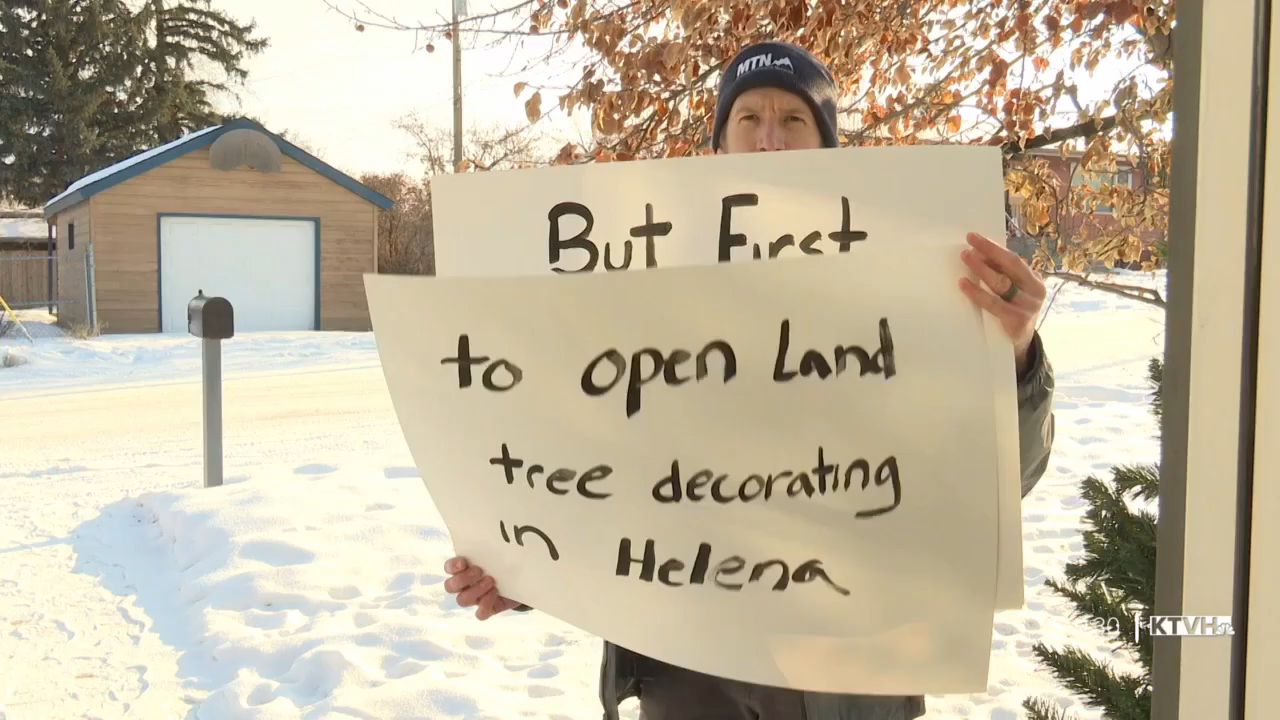 MTN
But First
to open Land
tree decorating
in Helena
KTVH